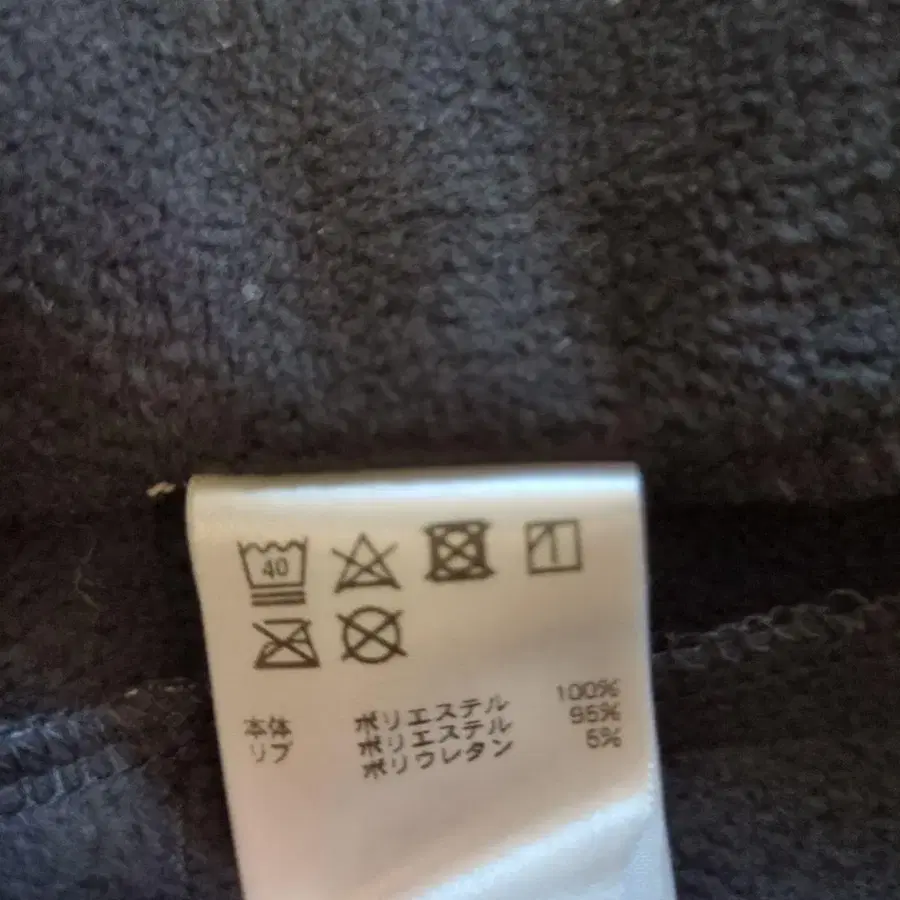 40
本体 ポリエステル 100%
リブ ポリエステル 95%
ポリウレタン 5%